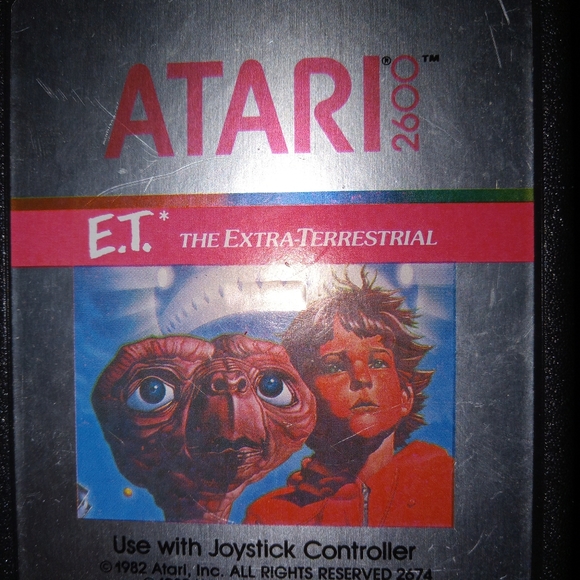 ATARI® 2600™
E.T.* THE EXTRA-TERRESTRIAL
Use with Joystick Controller
©1982 Atari, Inc. ALL RIGHTS RESERVED 2674